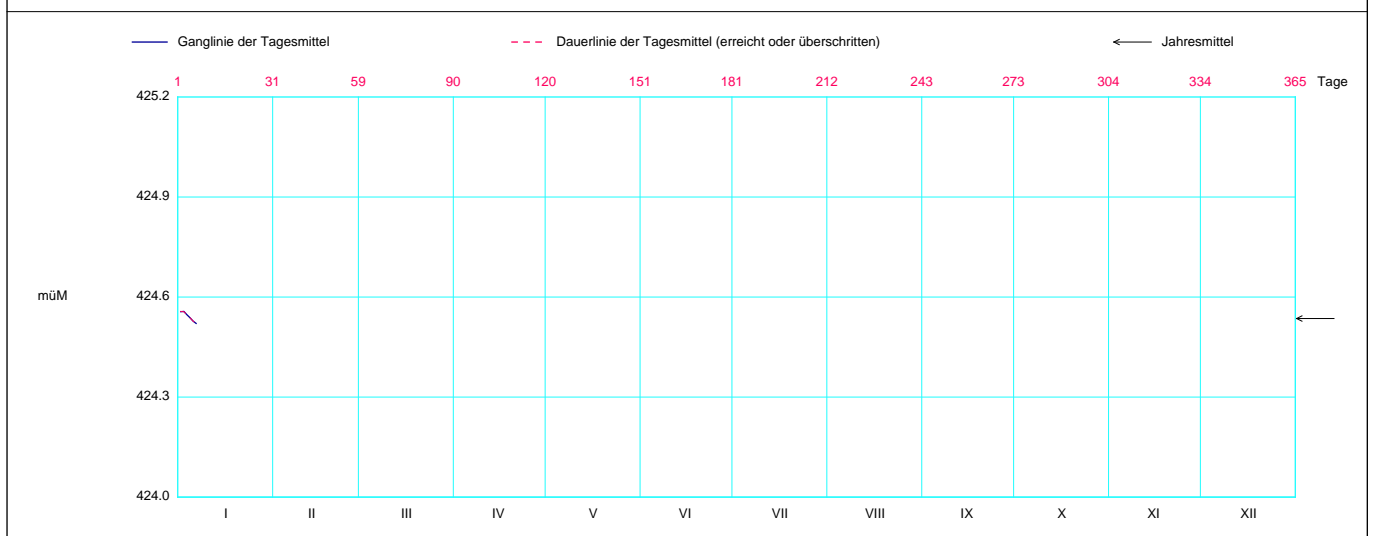 Ganglinie der Tagesmittel Dauerlinie der Tagesmittel (erreicht oder überschritten) Jahresmittel
1 31 59 90 120 151 181 212 243 273 304 334 365 Tage
425.2
424.9
müM 424.6
424.3
424.0
I II III IV V VI VII VIII IX X XI XII